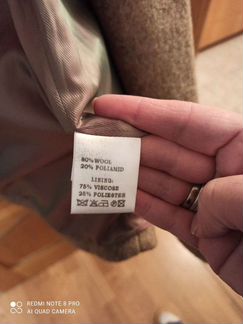 80%WOOL
20% POLIAMID
LINING:
75% VISCOSE
25% POLIESTER
REDMI NOTE 8 PRO
AI QUAD CAMERA